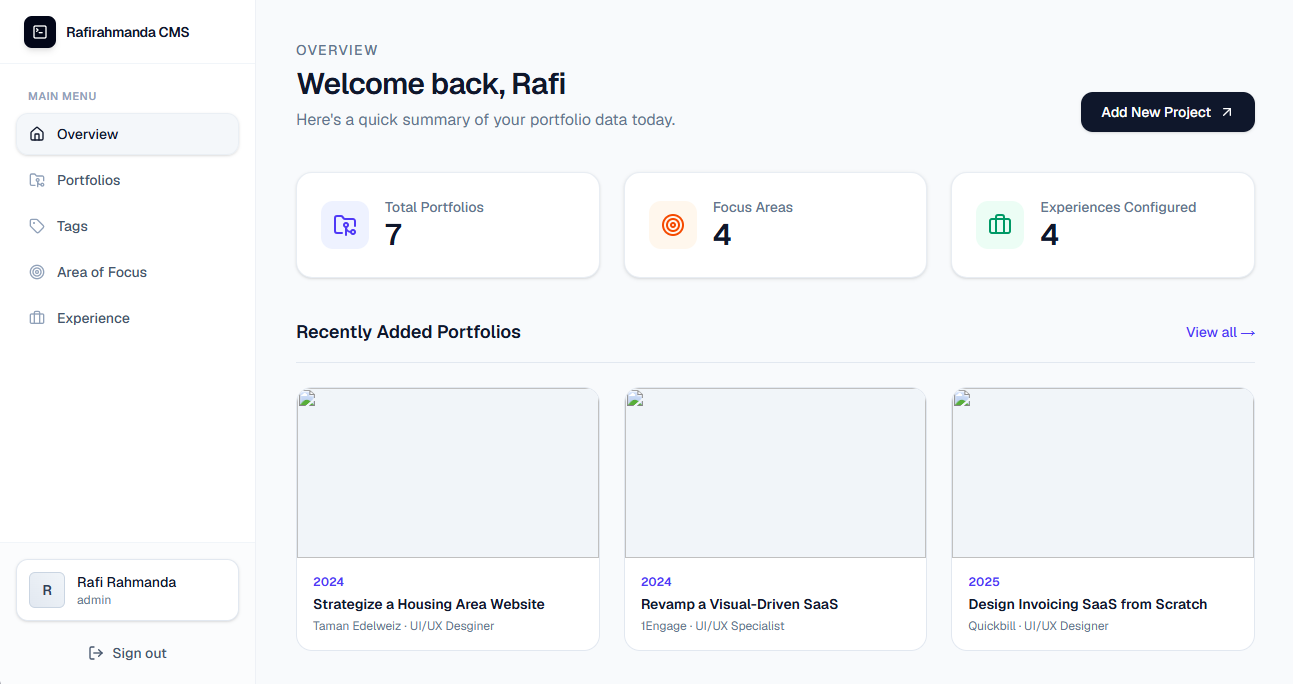 Rafirahmanda CMS
MAIN MENU
Overview
Portfolios
Tags
Area of Focus
Experience
R
Rafi Rahmanda
admin
Sign out
OVERVIEW
Welcome back, Rafi
Here's a quick summary of your portfolio data today.
Add New Project
Total Portfolios
7
Focus Areas
4
Experiences Configured
4
Recently Added Portfolios
View all →
2024
Strategize a Housing Area Website
Taman Edelweiz · UI/UX Desginer
2024
Revamp a Visual-Driven SaaS
1Engage · UI/UX Specialist
2025
Design Invoicing SaaS from Scratch
Quickbill · UI/UX Designer